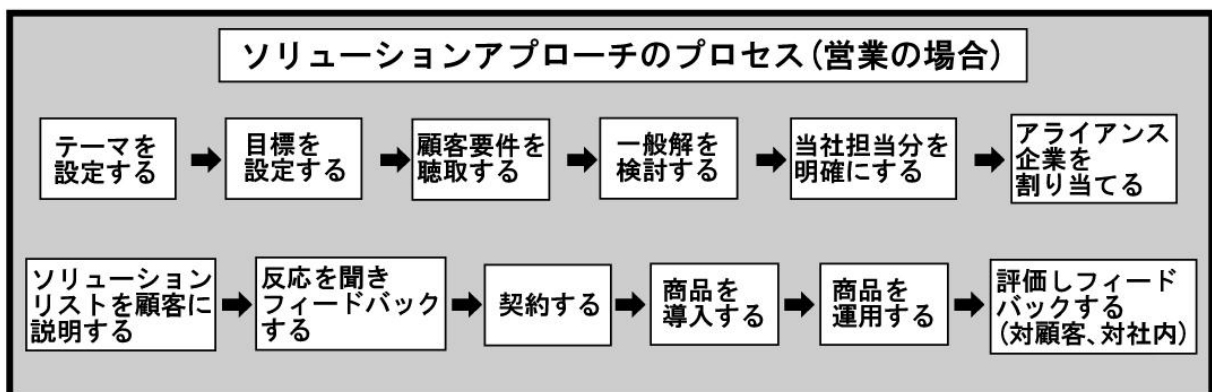 ソリューションアプローチのプロセス(営業の場合)
テーマを
設定する
目標を
設定する
顧客要件を
聴取する
一般解を
検討する
当社担当分を
明確にする
アライアンス
企業を
割り当てる
ソリューション
リストを顧客に
説明する
反応を聞き
フィードバック
する
契約する
商品を
導入する
商品を
運用する
評価しフィード
バックする
(対顧客、対社内)